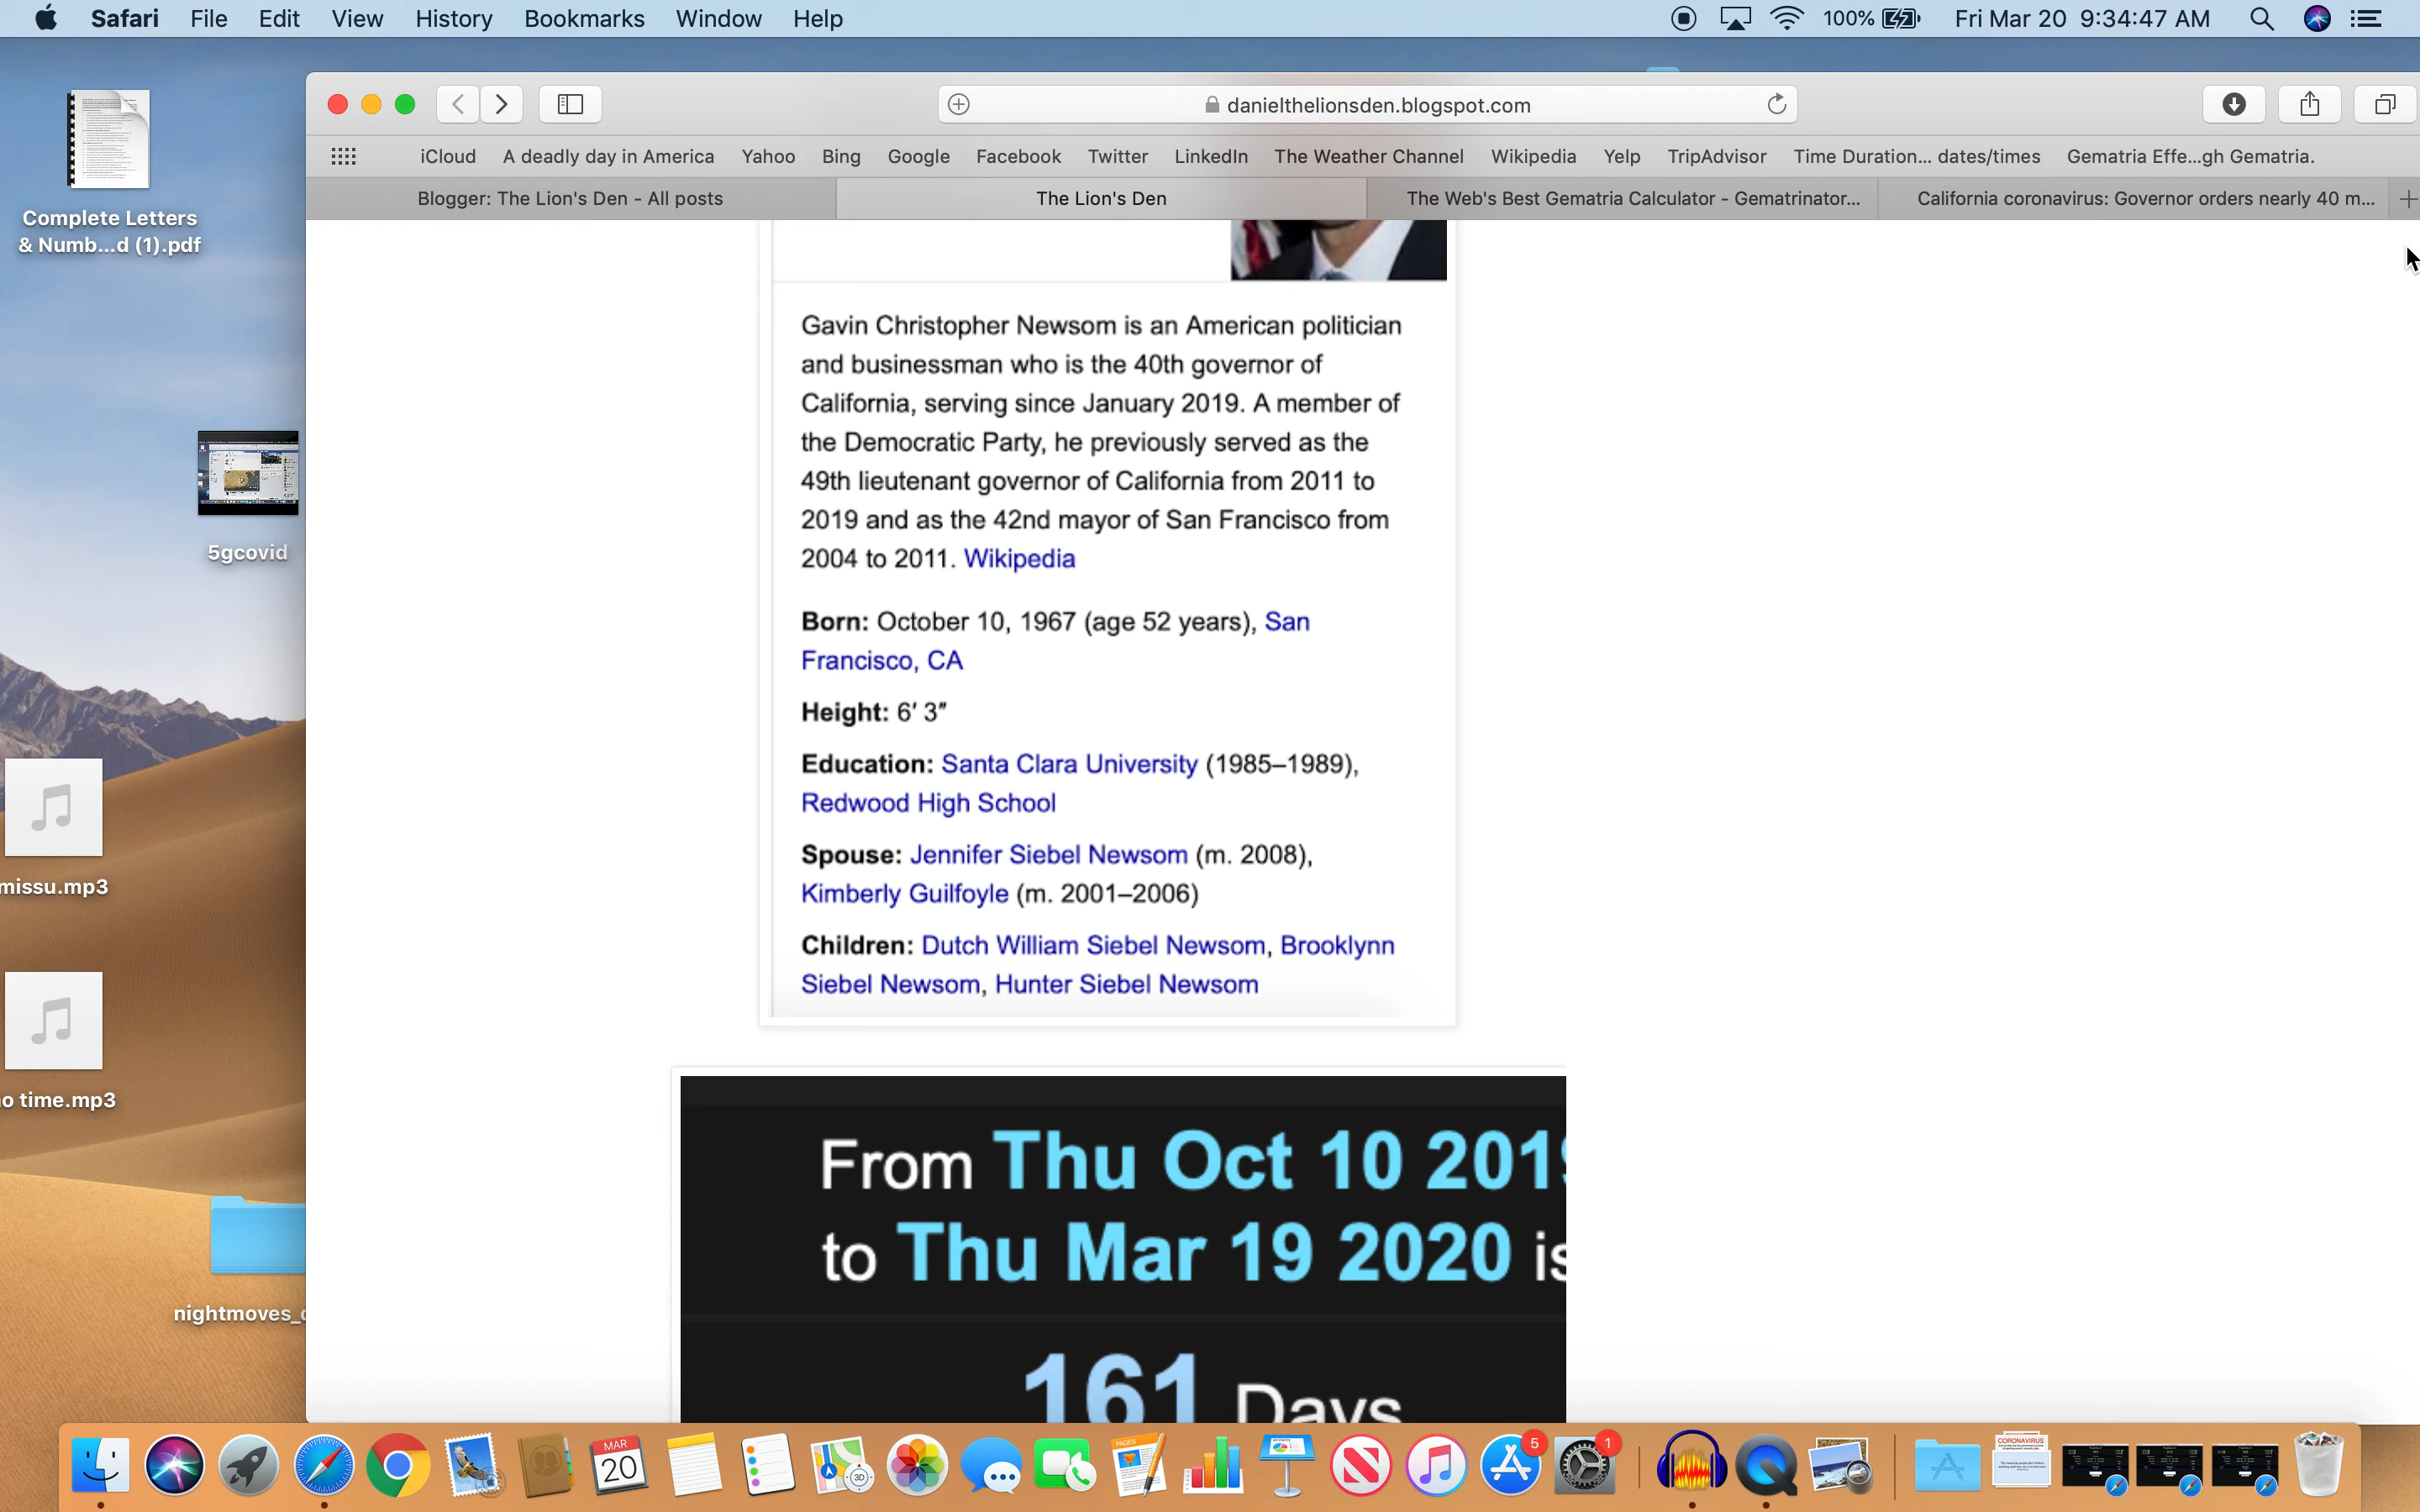 Safari File Edit View History Bookmarks Window Help 100% Fri Mar 20 9:34:47 AM
danielthelionsden.blogspot.com
iCloud A deadly day in America Yahoo Bing Google Facebook Twitter LinkedIn The Weather Channel Wikipedia Yelp TripAdvisor Time Duration... dates/times Gematria Effe...gh Gematria.
Blogger: The Lion's Den - All posts The Lion's Den The Web's Best Gematria Calculator - Gematrinator... California coronavirus: Governor orders nearly 40 m...
Complete Letters
& Numb...d (1).pdf
5gcovid
missu.mp3
o time.mp3
nightmoves_
Gavin Christopher Newsom is an American politician
and businessman who is the 40th governor of
California, serving since January 2019. A member of
the Democratic Party, he previously served as the
49th lieutenant governor of California from 2011 to
2019 and as the 42nd mayor of San Francisco from
2004 to 2011. Wikipedia
Born: October 10, 1967 (age 52 years), San
Francisco, CA
Height: 6′ 3″
Education: Santa Clara University (1985–1989),
Redwood High School
Spouse: Jennifer Siebel Newsom (m. 2008),
Kimberly Guilfoyle (m. 2001–2006)
Children: Dutch William Siebel Newsom, Brooklynn
Siebel Newsom, Hunter Siebel Newsom
From Thu Oct 10 2019
to Thu Mar 19 2020 is
161 Days
MAR
20
PAGES
3D
5
1
CORONAVIRUS